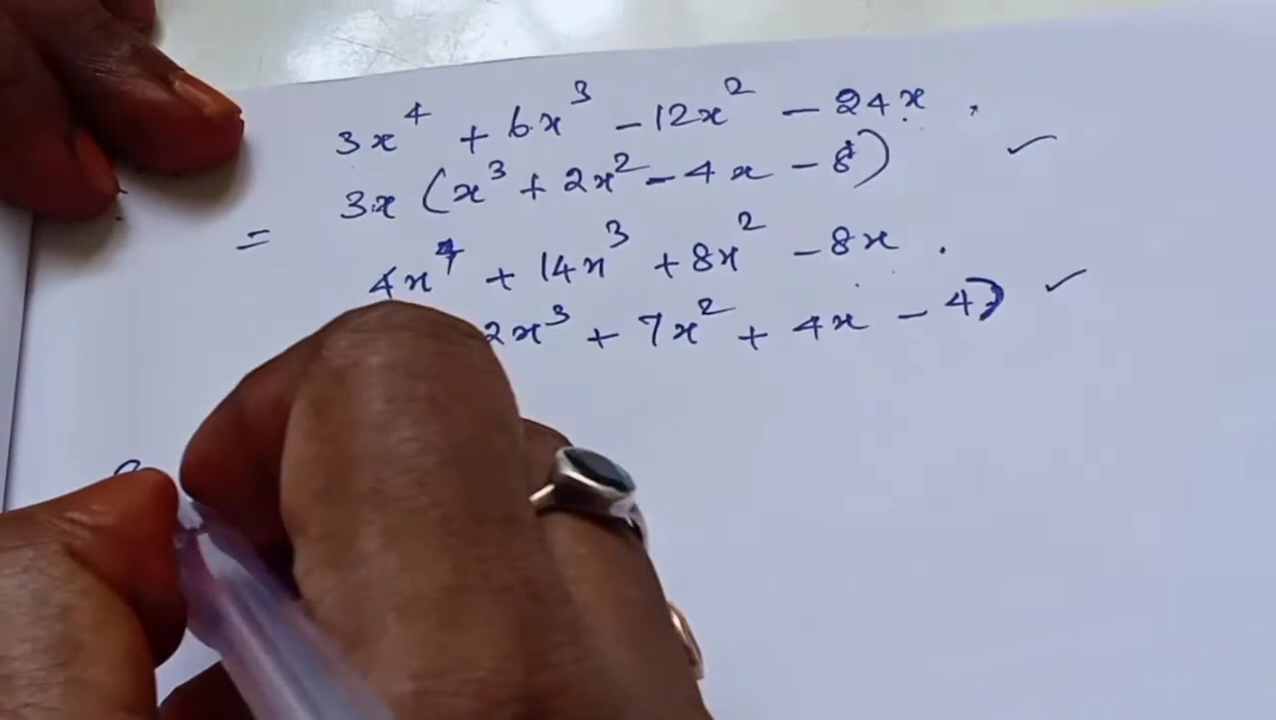 3x⁴ + 6x³ - 12x² - 24x .
= 3x (x³ + 2x² - 4x - 8) ✓
4x⁴ + 14x³ + 8x² - 8x .
2x³ + 7x² + 4x - 4) ✓